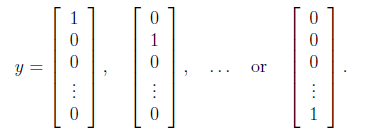 y = [1 0 0 ⋮ 0], [0 1 0 ⋮ 0], … or [0 0 0 ⋮ 1].